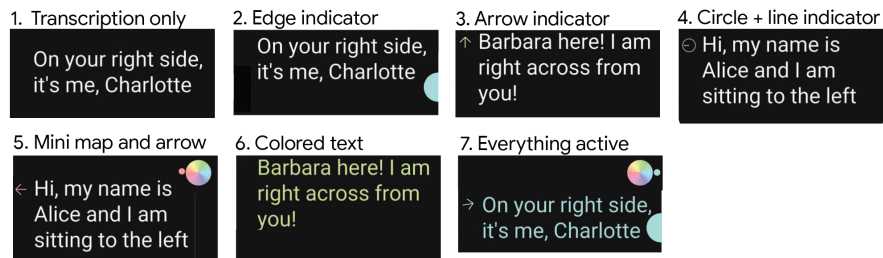 1. Transcription only
On your right side,
it's me, Charlotte
2. Edge indicator
On your right side,
it's me, Charlotte
3. Arrow indicator
↑ Barbara here! I am
right across from
you!
4. Circle + line indicator
Hi, my name is
Alice and I am
sitting to the left
5. Mini map and arrow
← Hi, my name is
Alice and I am
sitting to the left
6. Colored text
Barbara here! I am
right across from
you!
7. Everything active
→ On your right side,
it's me, Charlotte